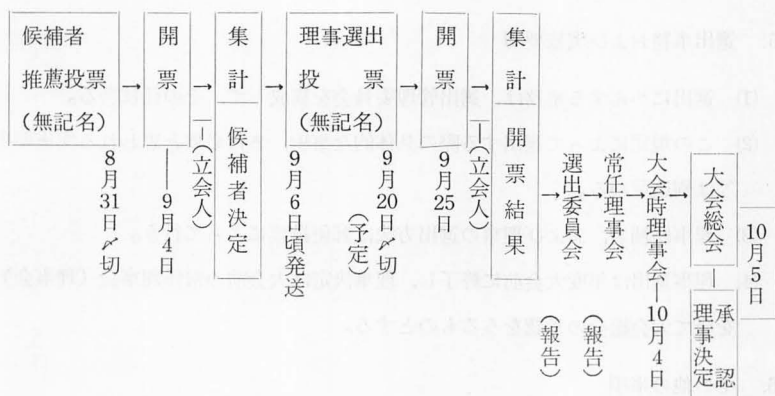 候補者
推薦投票
(無記名)
8月31日〆切
→
開票
9月4日
→
(立会人)
集計
候補者決定
→
理事選出
投票
(無記名)
9月6日頃発送
9月20日〆切
(予定)
→
開票
9月25日
→
(立会人)
集計
開票結果
→
選出委員会
(報告)
→
常任理事会
(報告)
→
大会時理事会―10月4日
→
大会総会
承認
理事決定
10月5日